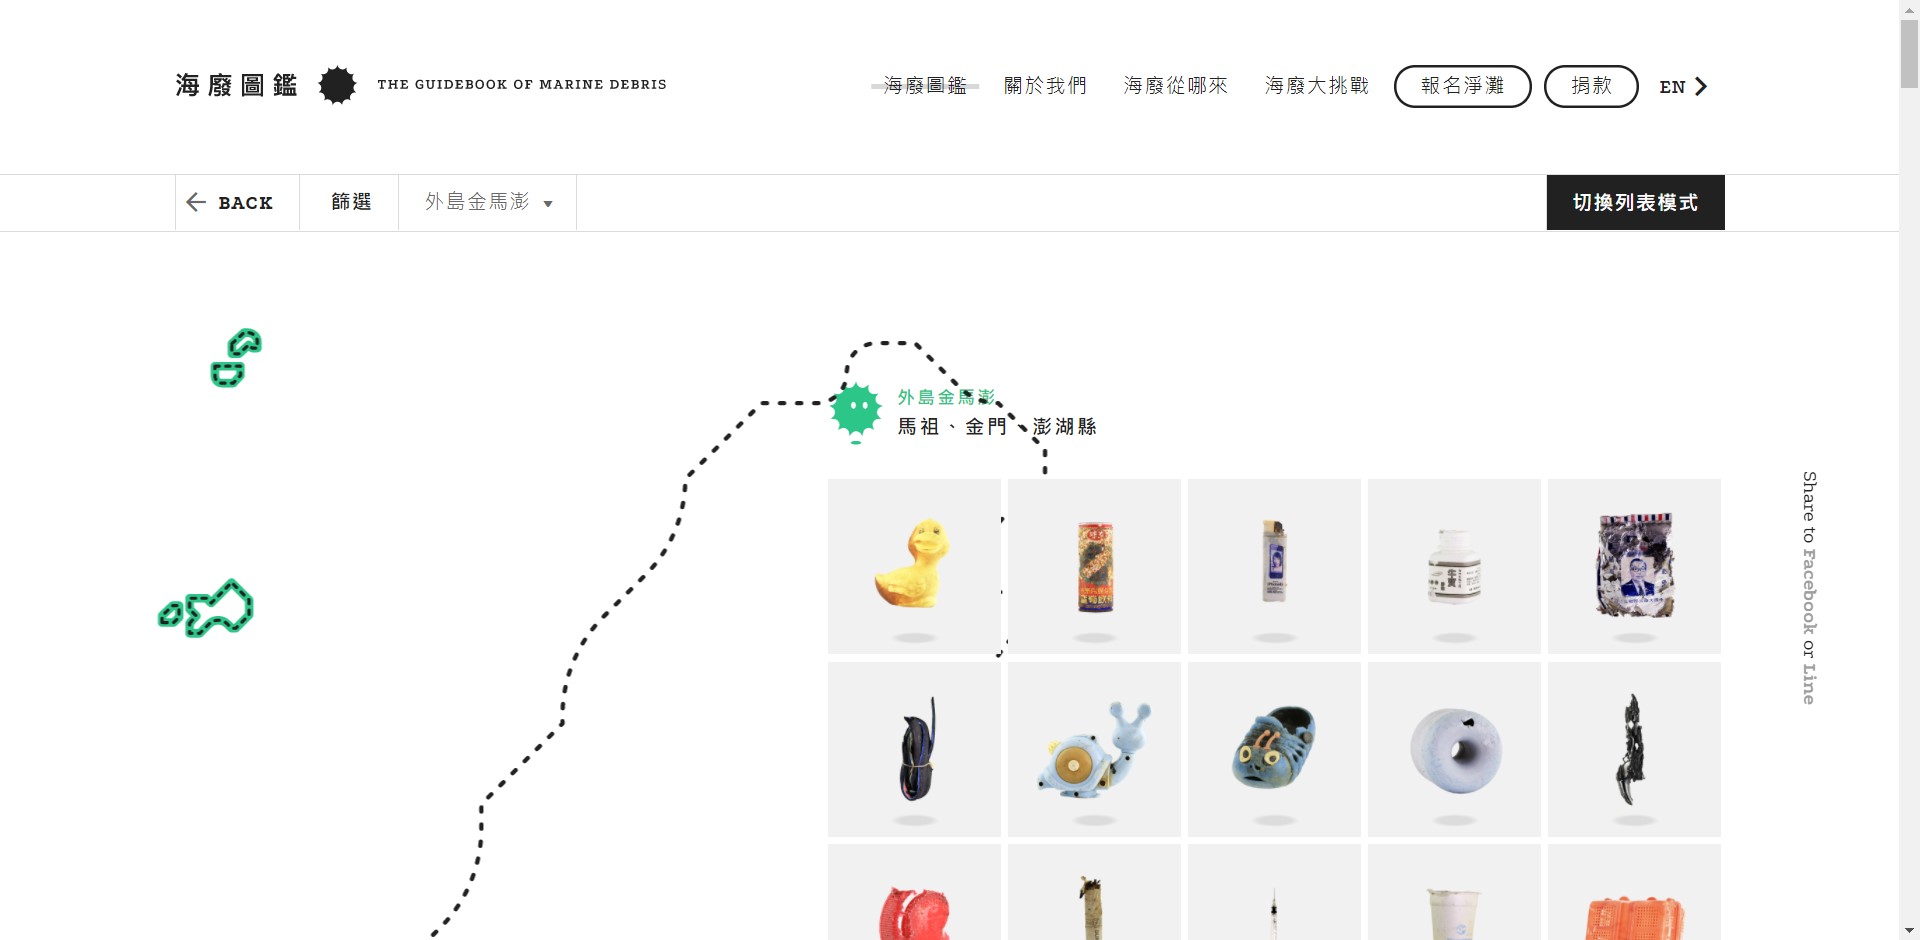 海廢圖鑑 THE GUIDEBOOK OF MARINE DEBRIS
海廢圖鑑 關於我們 海廢從哪來 海廢大挑戰 報名淨灘 捐款 EN
BACK 篩選 外島金馬澎 切換列表模式
外島金馬澎
馬祖、金門、澎湖縣
Share to Facebook or Line